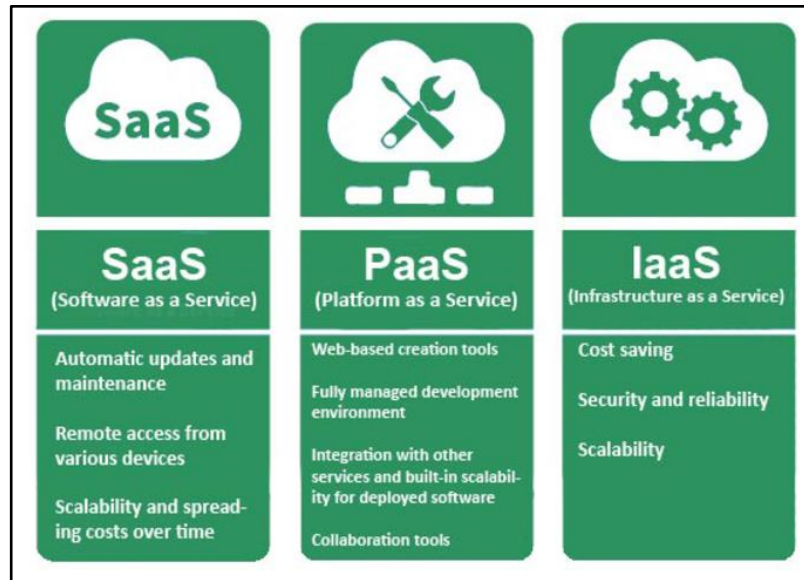 SaaS
SaaS
(Software as a Service)
Automatic updates and
maintenance
Remote access from
various devices
Scalability and spread-
ing costs over time
PaaS
(Platform as a Service)
Web-based creation tools
Fully managed development
environment
Integration with other
services and built-in scalabil-
ity for deployed software
Collaboration tools
IaaS
(Infrastructure as a Service)
Cost saving
Security and reliability
Scalability